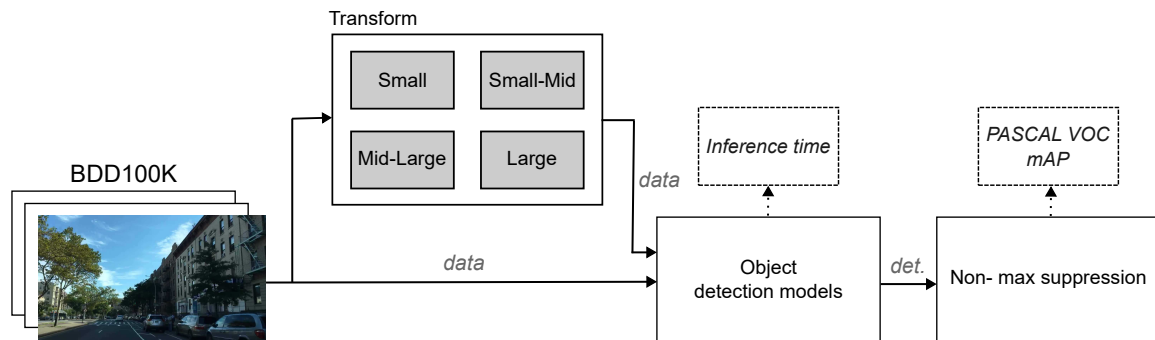 Transform
Small
Small-Mid
Mid-Large
Large
BDD100K
data
data
Inference time
PASCAL VOC
mAP
Object
detection models
det.
Non- max suppression